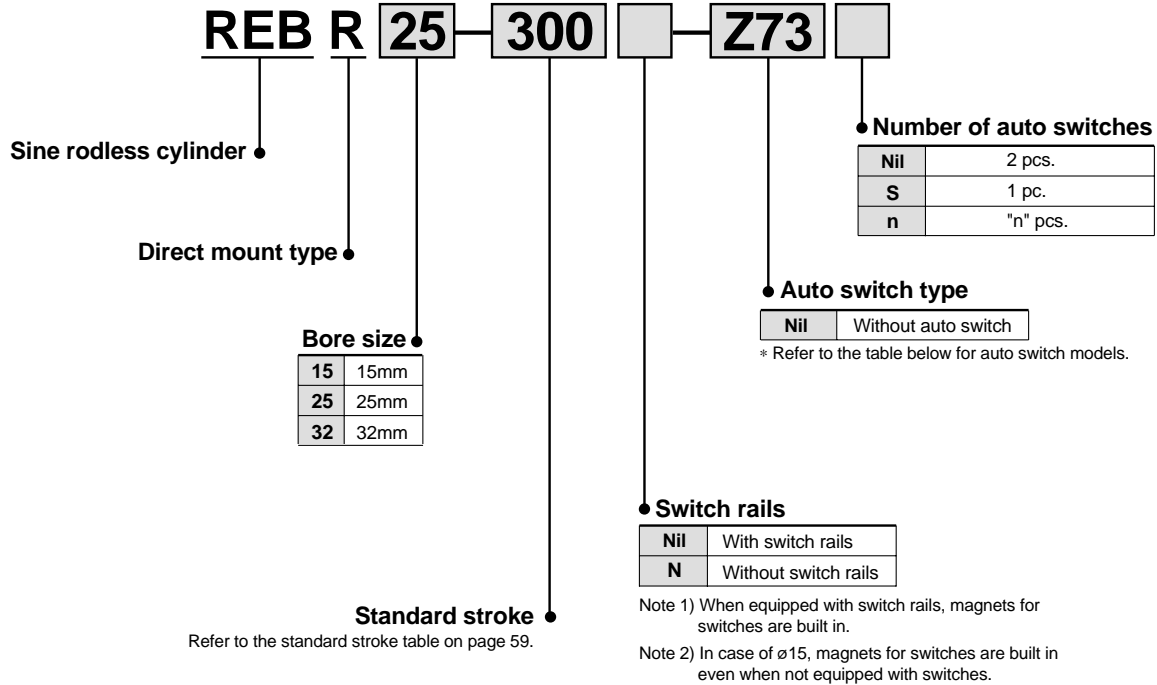 REB R 25 – 300 – Z73
Sine rodless cylinder
Direct mount type
Bore size
15 15mm
25 25mm
32 32mm
Standard stroke
Refer to the standard stroke table on page 59.
Number of auto switches
Nil 2 pcs.
S 1 pc.
n "n" pcs.
Auto switch type
Nil Without auto switch
∗ Refer to the table below for auto switch models.
Switch rails
Nil With switch rails
N Without switch rails
Note 1) When equipped with switch rails, magnets for
switches are built in.
Note 2) In case of ø15, magnets for switches are built in
even when not equipped with switches.